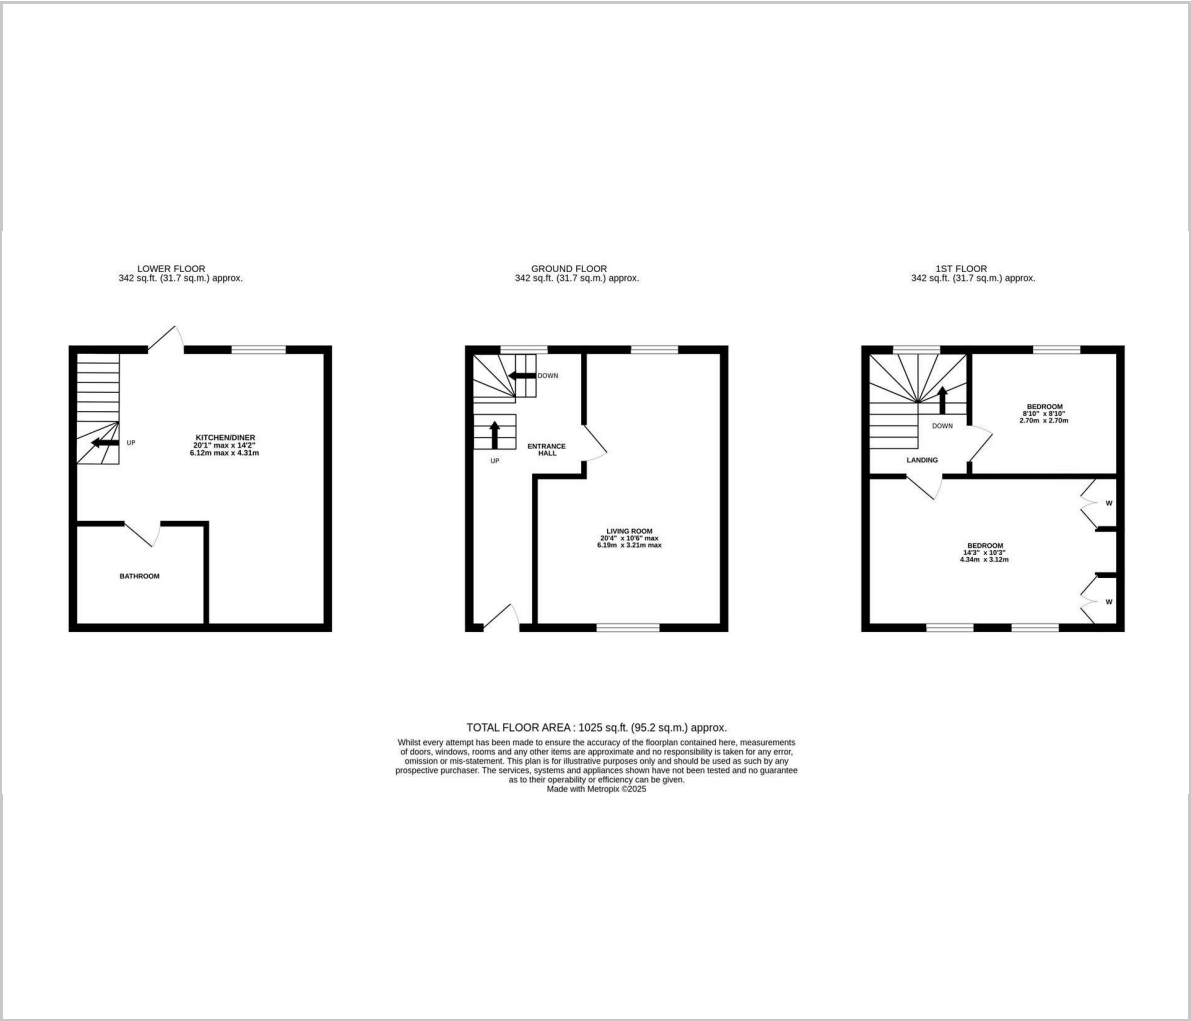 LOWER FLOOR
342 sq.ft. (31.7 sq.m.) approx.
GROUND FLOOR
342 sq.ft. (31.7 sq.m.) approx.
1ST FLOOR
342 sq.ft. (31.7 sq.m.) approx.
UP
KITCHEN/DINER
20'1" max x 14'2"
6.12m max x 4.31m
BATHROOM
DOWN
UP
ENTRANCE
HALL
LIVING ROOM
20'4" x 10'6" max
6.19m x 3.21m max
DOWN
LANDING
BEDROOM
8'10" x 8'10"
2.70m x 2.70m
BEDROOM
14'3" x 10'3"
4.34m x 3.12m
W
W
TOTAL FLOOR AREA : 1025 sq.ft. (95.2 sq.m.) approx.
Whilst every attempt has been made to ensure the accuracy of the floorplan contained here, measurements
of doors, windows, rooms and any other items are approximate and no responsibility is taken for any error,
omission or mis-statement. This plan is for illustrative purposes only and should be used as such by any
prospective purchaser. The services, systems and appliances shown have not been tested and no guarantee
as to their operability or efficiency can be given.
Made with Metropix ©2025